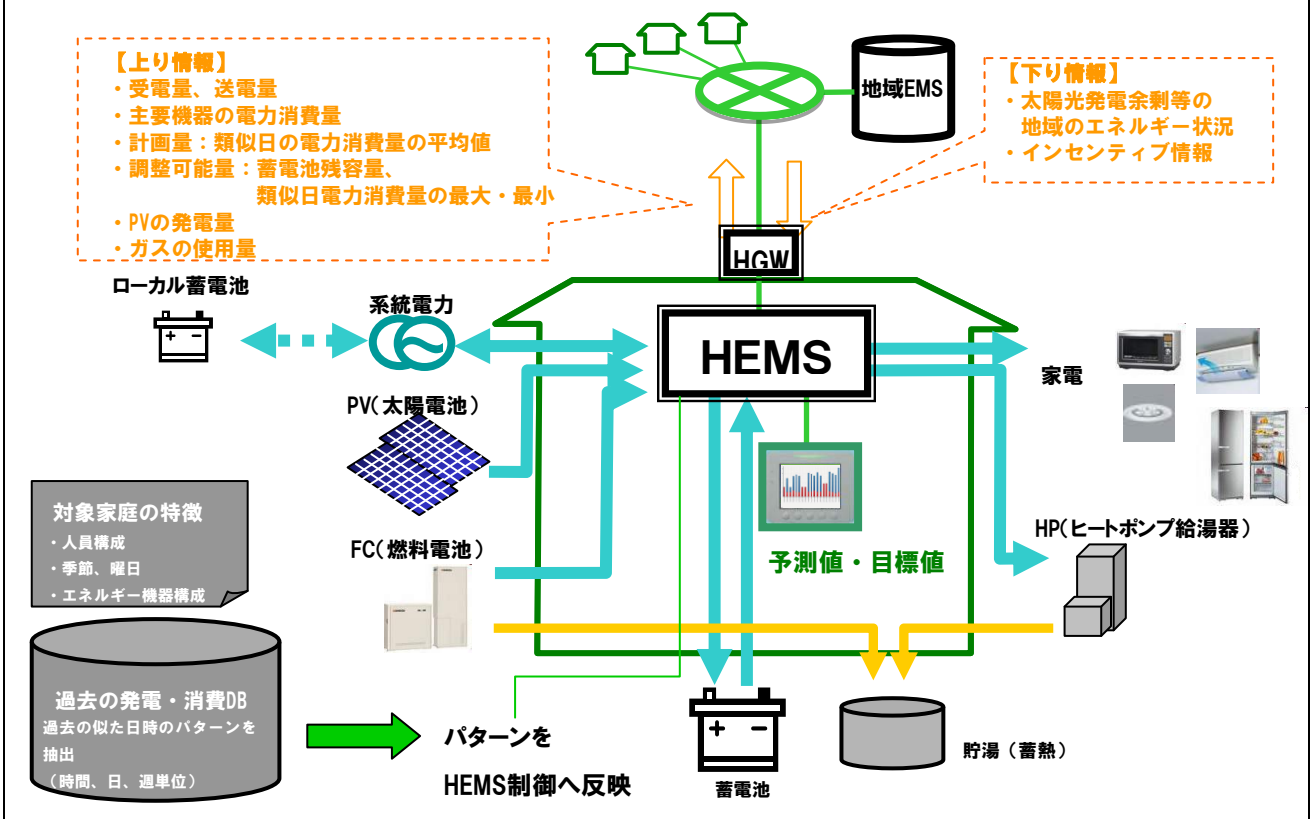 【上り情報】
・受電量、送電量
・主要機器の電力消費量
・計画量：類似日の電力消費量の平均値
・調整可能量：蓄電池残容量、
類似日電力消費量の最大・最小
・PVの発電量
・ガスの使用量
地域EMS
【下り情報】
・太陽光発電余剰等の
地域のエネルギー状況
・インセンティブ情報
HGW
ローカル蓄電池
系統電力
HEMS
家電
PV（太陽電池）
対象家庭の特徴
・人員構成
・季節、曜日
・エネルギー機器構成
FC（燃料電池）
予測値・目標値
HP（ヒートポンプ給湯器）
過去の発電・消費DB
過去の似た日時のパターンを
抽出
（時間、日、週単位）
パターンを
HEMS制御へ反映
蓄電池
貯湯（蓄熱）